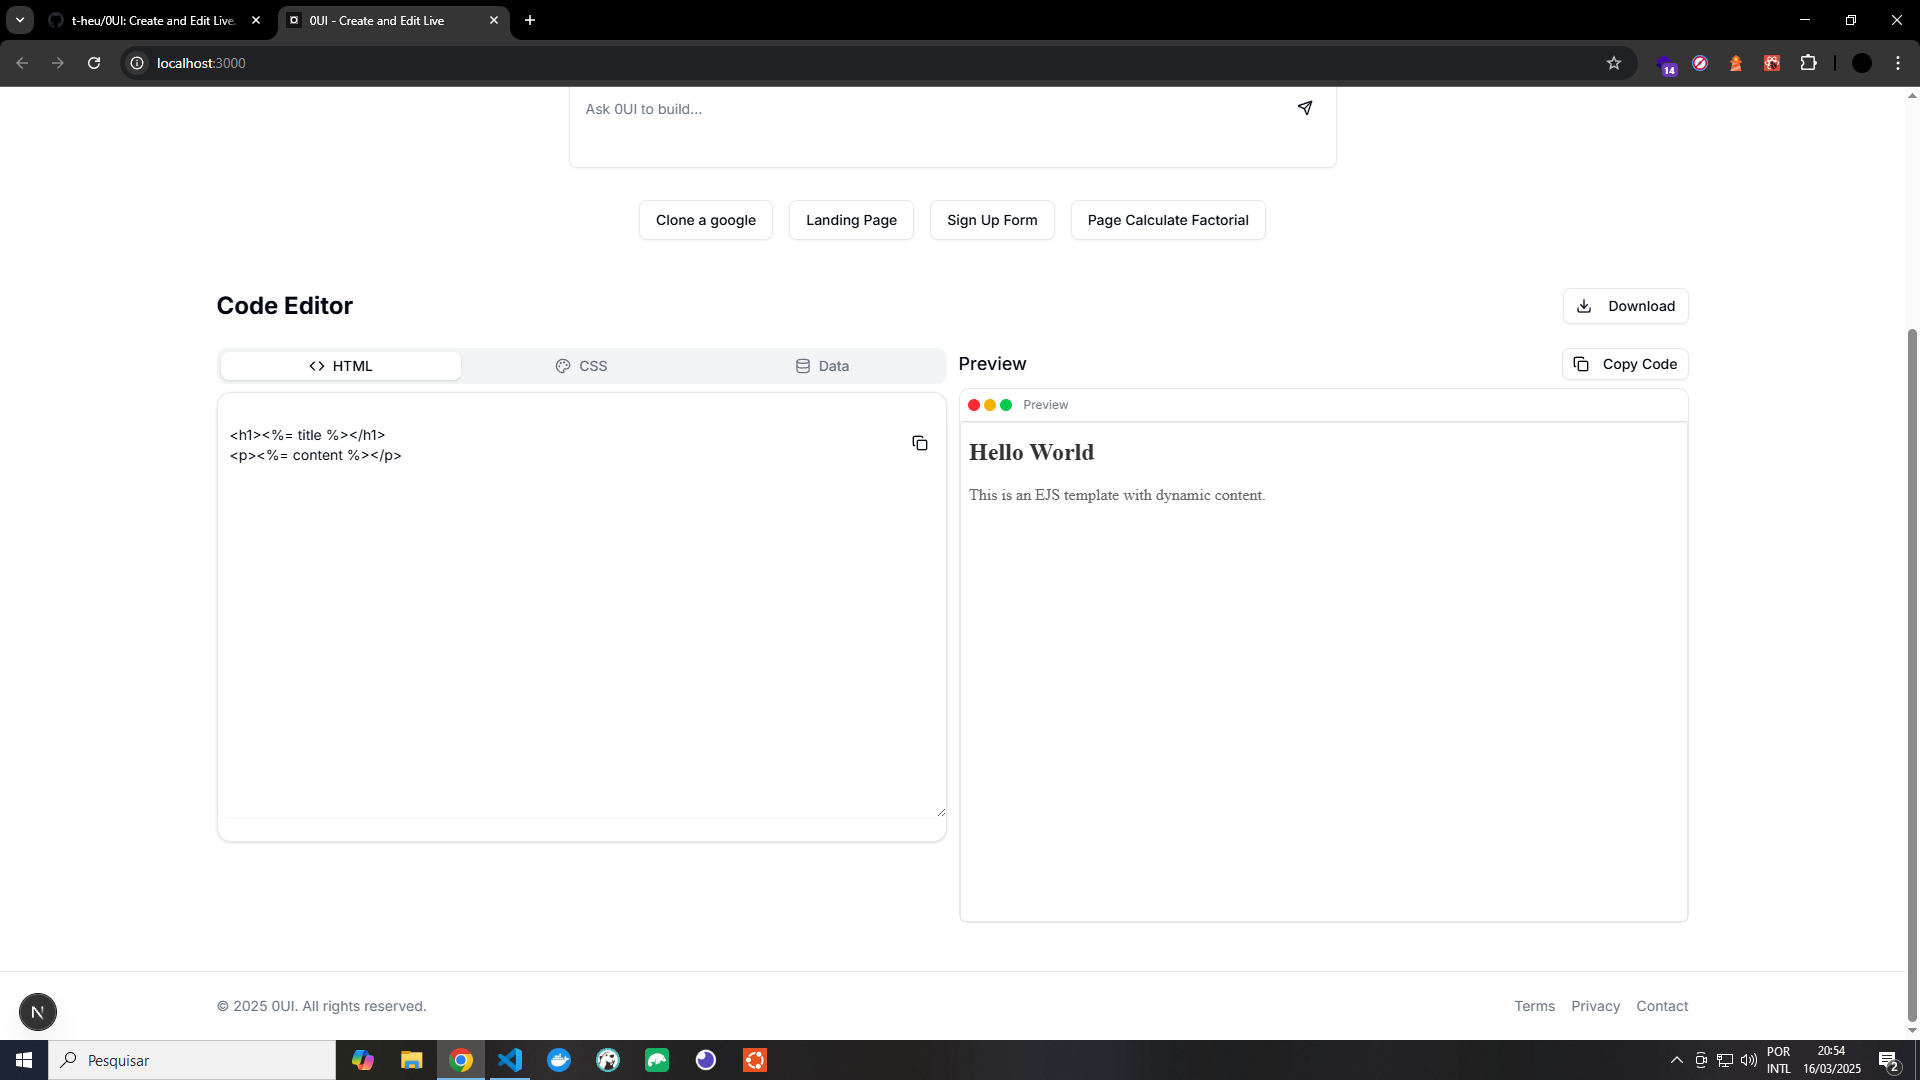 t-heu/0UI: Create and Edit Live.
0UI - Create and Edit Live
localhost:3000
14
Ask 0UI to build...
Clone a google
Landing Page
Sign Up Form
Page Calculate Factorial
Code Editor
Download
HTML
CSS
Data
Preview
Copy Code
Preview
<h1><%= title %></h1>
<p><%= content %></p>
Hello World
This is an EJS template with dynamic content.
© 2025 0UI. All rights reserved.
Terms
Privacy
Contact
N
Pesquisar
POR
INTL
20:54
16/03/2025
2